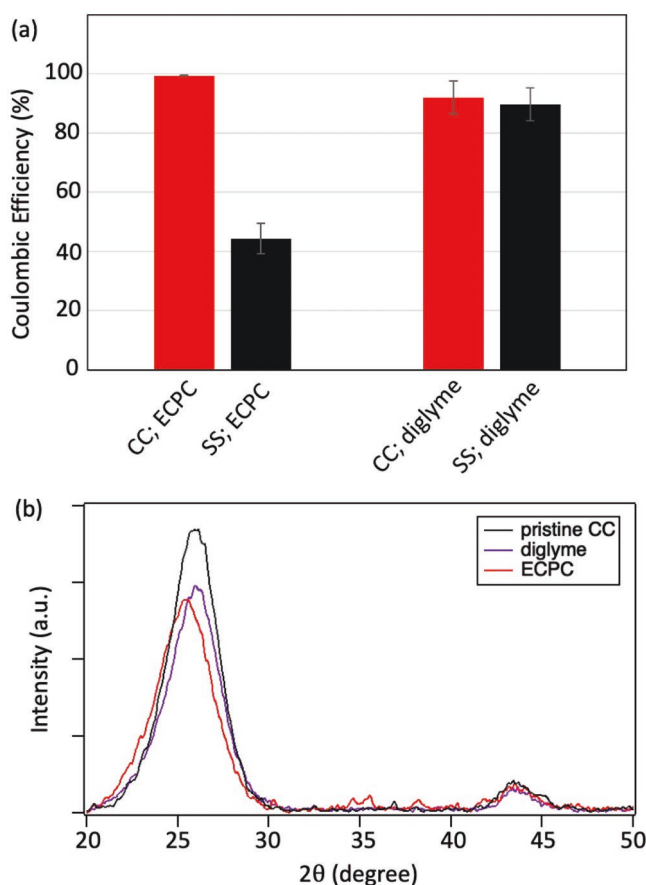 (a)
Coulombic Efficiency (%)
100
80
60
40
20
0
CC; ECPC
SS; ECPC
CC; diglyme
SS; diglyme
(b)
pristine CC
diglyme
ECPC
Intensity (a.u.)
20 25 30 35 40 45 50
2θ (degree)